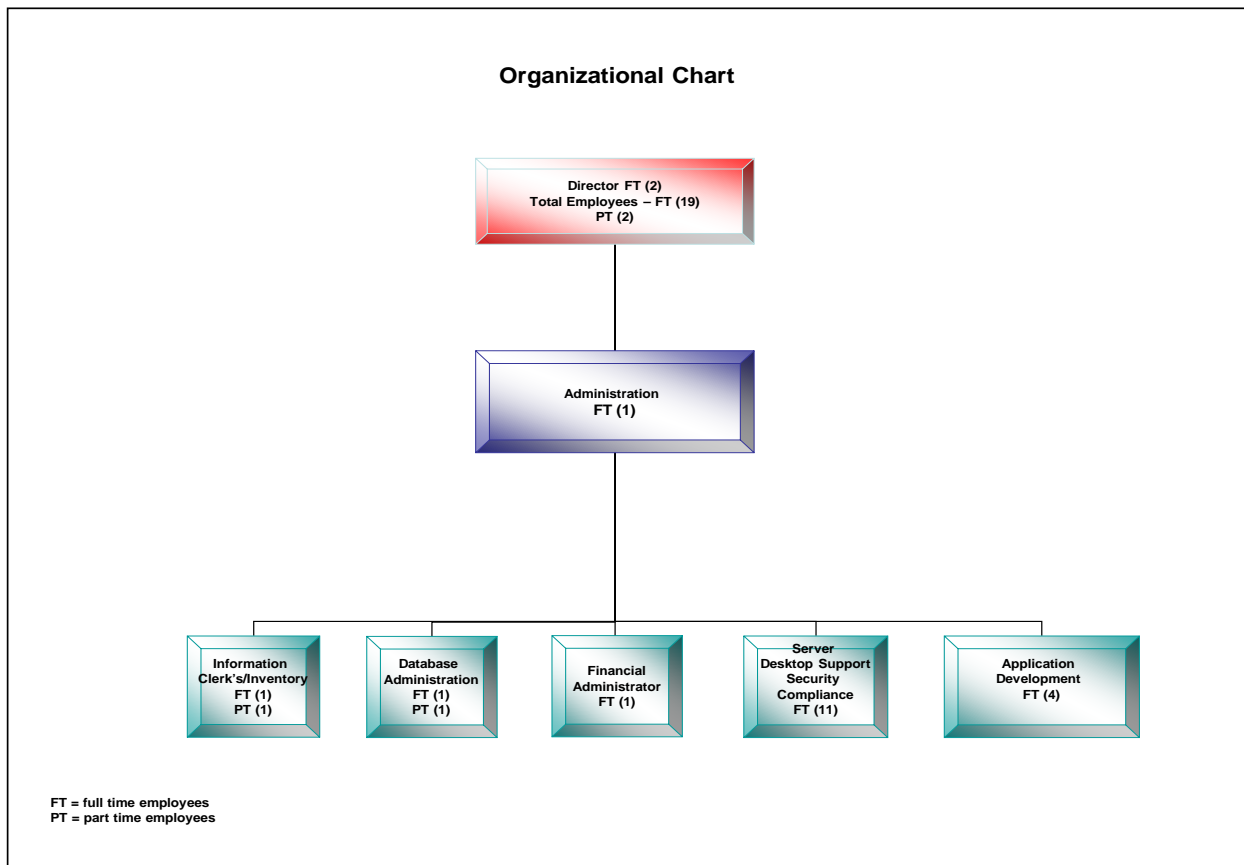 Organizational Chart
Director FT (2)
Total Employees – FT (19)
PT (2)
Administration
FT (1)
Information
Clerk's/Inventory
FT (1)
PT (1)
Database
Administration
FT (1)
PT (1)
Financial
Administrator
FT (1)
Server
Desktop Support
Security
Compliance
FT (11)
Application
Development
FT (4)
FT = full time employees
PT = part time employees